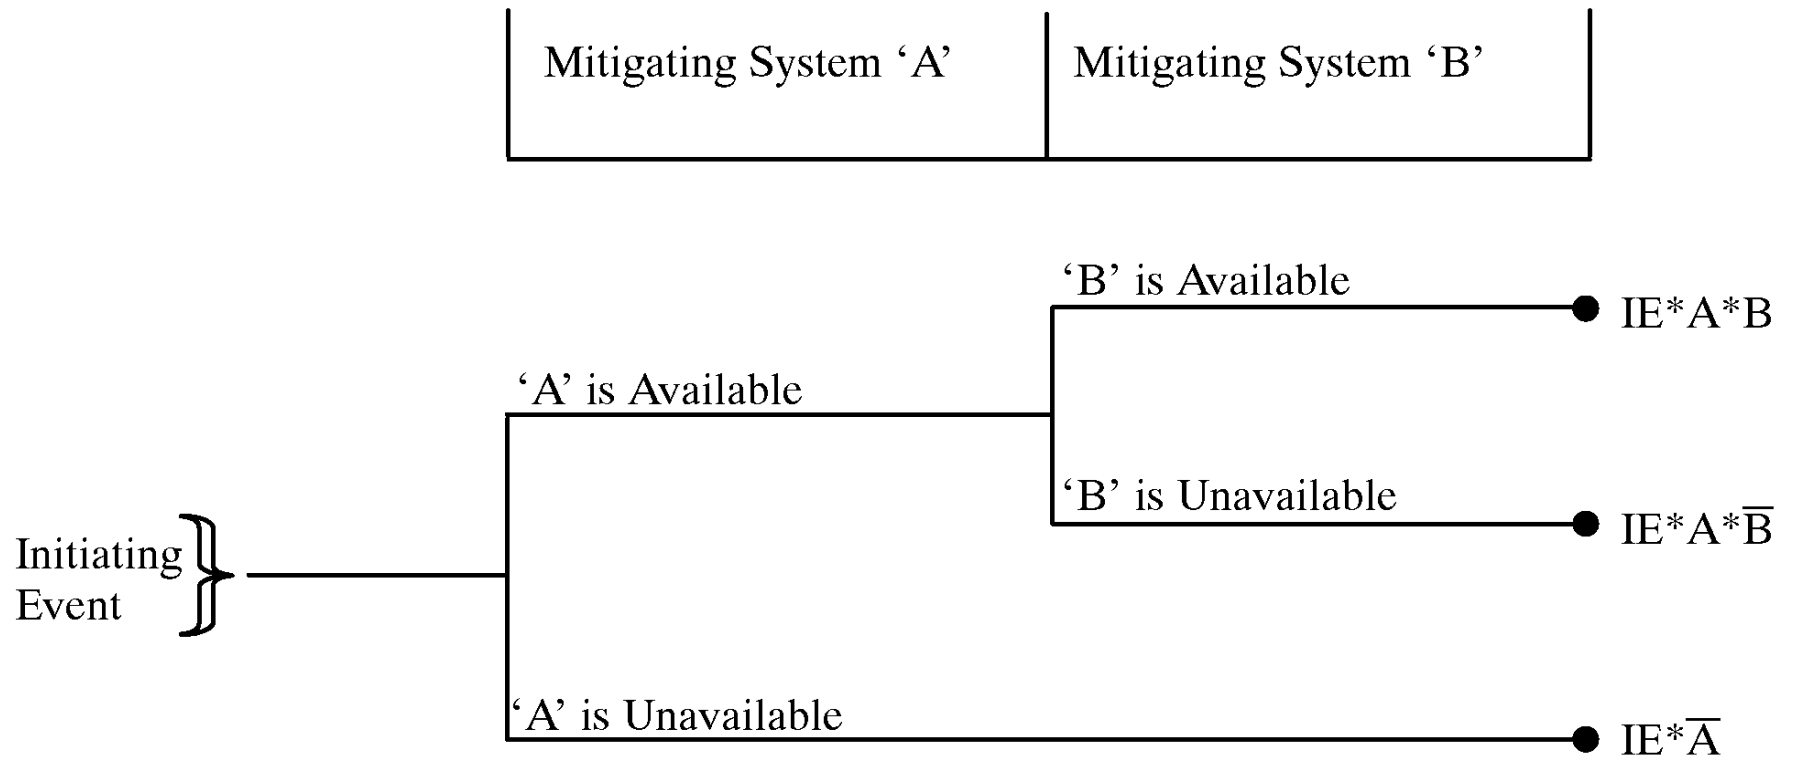 Mitigating System ‘A’
Mitigating System ‘B’
‘B’ is Available
IE*A*B
‘A’ is Available
‘B’ is Unavailable
IE*A*B̅
Initiating
Event
‘A’ is Unavailable
IE*A̅